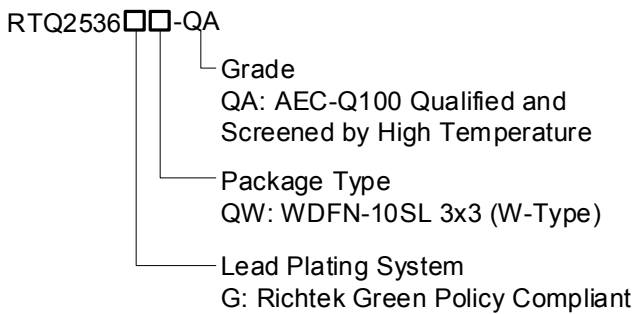 RTQ2536□□-QA
Grade
QA: AEC-Q100 Qualified and
Screened by High Temperature
Package Type
QW: WDFN-10SL 3x3 (W-Type)
Lead Plating System
G: Richtek Green Policy Compliant